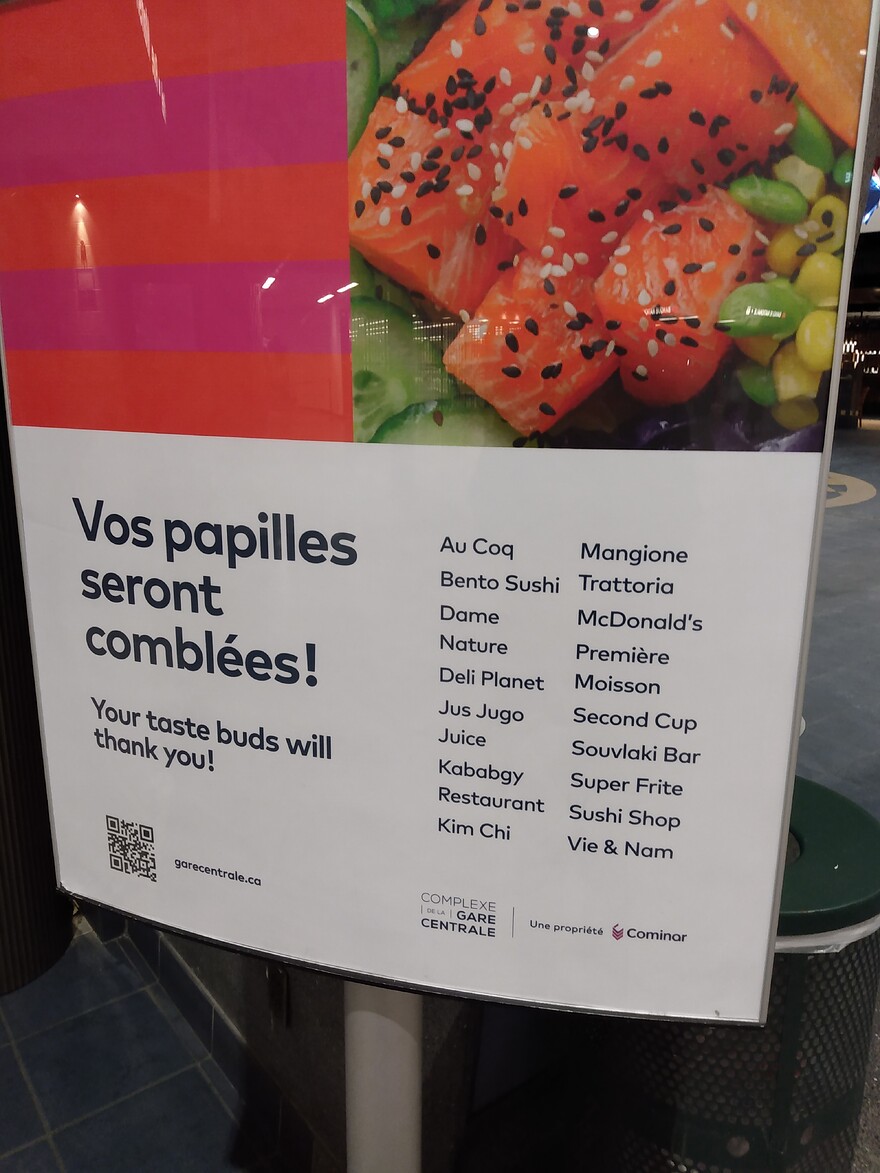 Vos papilles
seront
comblées!
Your taste buds will
thank you!
garecentrale.ca
Au Coq
Bento Sushi
Dame
Nature
Deli Planet
Jus Jugo
Juice
Kababgy
Restaurant
Kim Chi
Mangione
Trattoria
McDonald's
Première
Moisson
Second Cup
Souvlaki Bar
Super Frite
Sushi Shop
Vie & Nam
COMPLEXE
DE LA GARE
CENTRALE
Une propriété Cominar